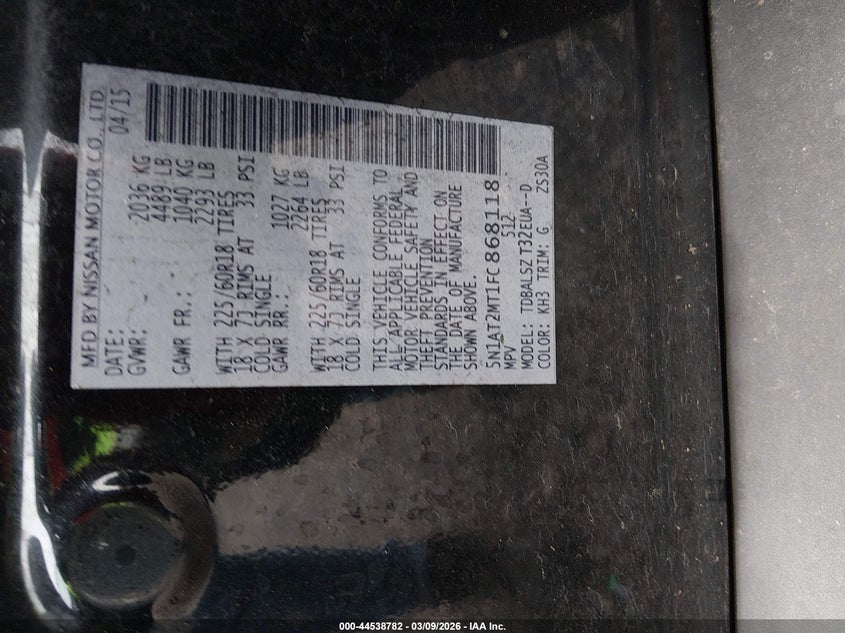 MFD BY NISSAN MOTOR CO., LTD.
DATE: 04/15
GVWR: 2036 KG
4489 LB
GAWR FR.: 1040 KG
2293 LB
WITH 225/60R18 TIRES
18 X 7J RIMS AT 33 PSI
COLD SINGLE
GAWR RR.: 1027 KG
2264 LB
WITH 225/60R18 TIRES
18 X 7J RIMS AT 33 PSI
COLD SINGLE
THIS VEHICLE CONFORMS TO
ALL APPLICABLE FEDERAL
MOTOR VEHICLE SAFETY AND
THEFT PREVENTION
STANDARDS IN EFFECT ON
THE DATE OF MANUFACTURE
SHOWN ABOVE.
5N1AT2MT1FC868118
MPV 512
MODEL: TDBALSZ T32EUA--D
COLOR: KH3 TRIM: G ZS30A
000-44538782 - 03/09/2026 - IAA Inc.